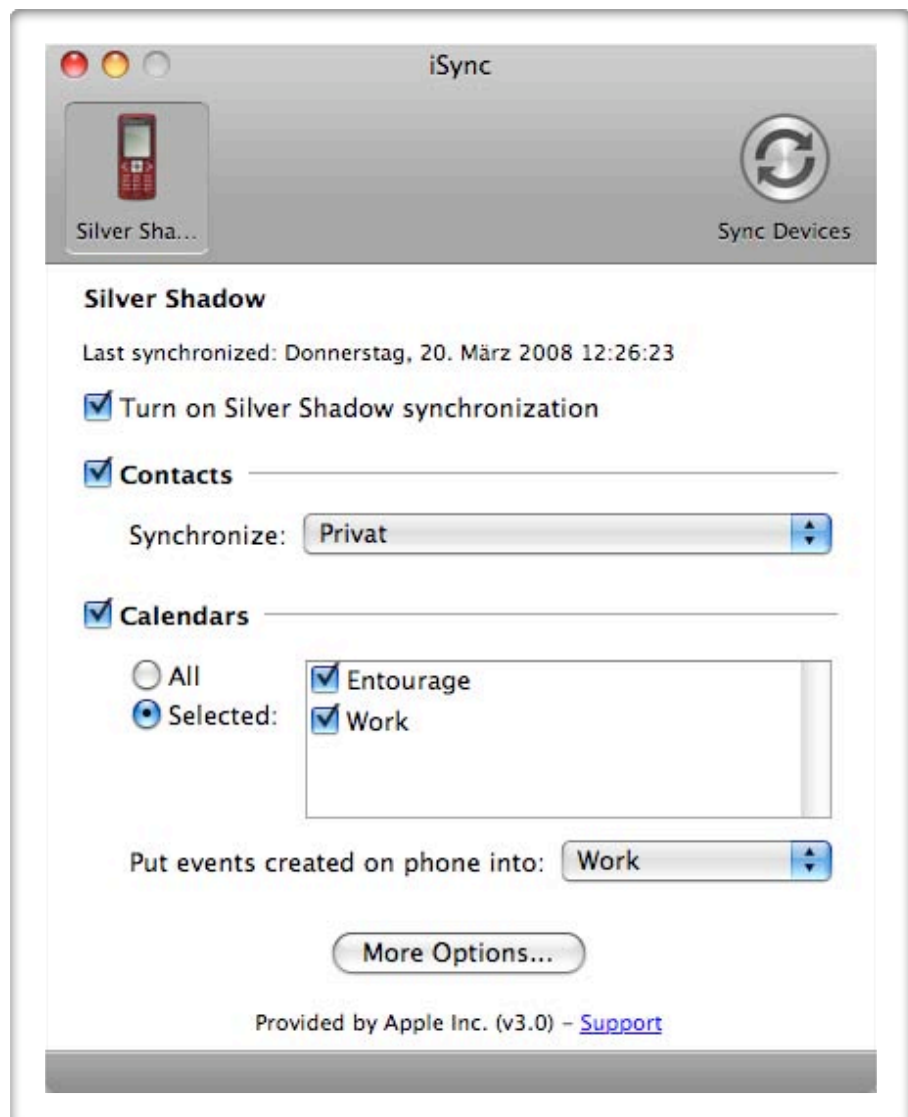 iSync
Silver Sha...
Sync Devices
Silver Shadow
Last synchronized: Donnerstag, 20. März 2008 12:26:23
Turn on Silver Shadow synchronization
Contacts
Synchronize: Privat
Calendars
All
Selected:
Entourage
Work
Put events created on phone into: Work
More Options...
Provided by Apple Inc. (v3.0) – Support